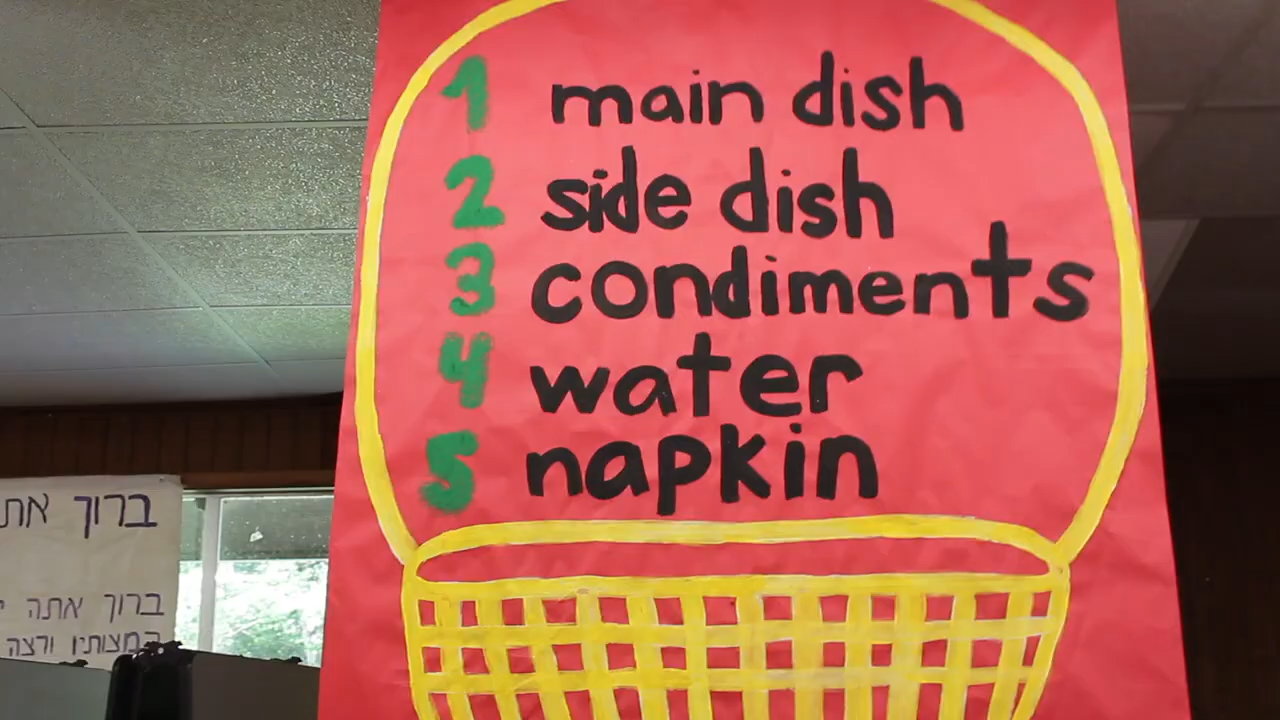 1 main dish
2 side dish
3 condiments
4 water
5 napkin
ברוך את
ברוך אתה
במצותיו ורצה